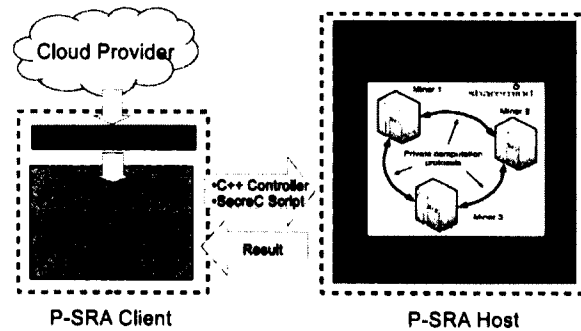 Cloud Provider
•C++ Controller
•SecreC Script
Result
P-SRA Client
sharemind
Miner 1
Miner 2
Private computation
protocols
Miner 3
P-SRA Host